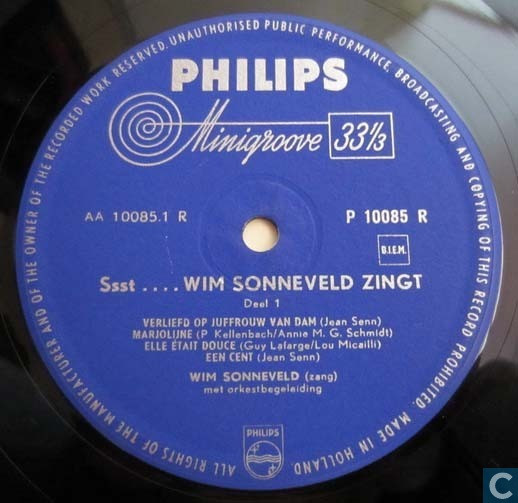 ALL RIGHTS OF THE MANUFACTURER AND OF THE OWNER OF THE RECORDED WORK RESERVED. UNAUTHORISED PUBLIC PERFORMANCE, BROADCASTING AND COPYING OF THIS RECORD PROHIBITED. MADE IN HOLLAND.
PHILIPS
Minigroove 33⅓
AA 10085.1 R
P 10085 R
B.I.E.M.
Ssst .... WIM SONNEVELD ZINGT
Deel 1
VERLIEFD OP JUFFROUW VAN DAM (Jean Senn)
MARJOLIJNE (P. Kellenbach/Annie M. G. Schmidt)
ELLE ÉTAIT DOUCE (Guy Lafarge/Lou Micailli)
EEN CENT (Jean Senn)
WIM SONNEVELD (zang)
met orkestbegeleiding
PHILIPS
C